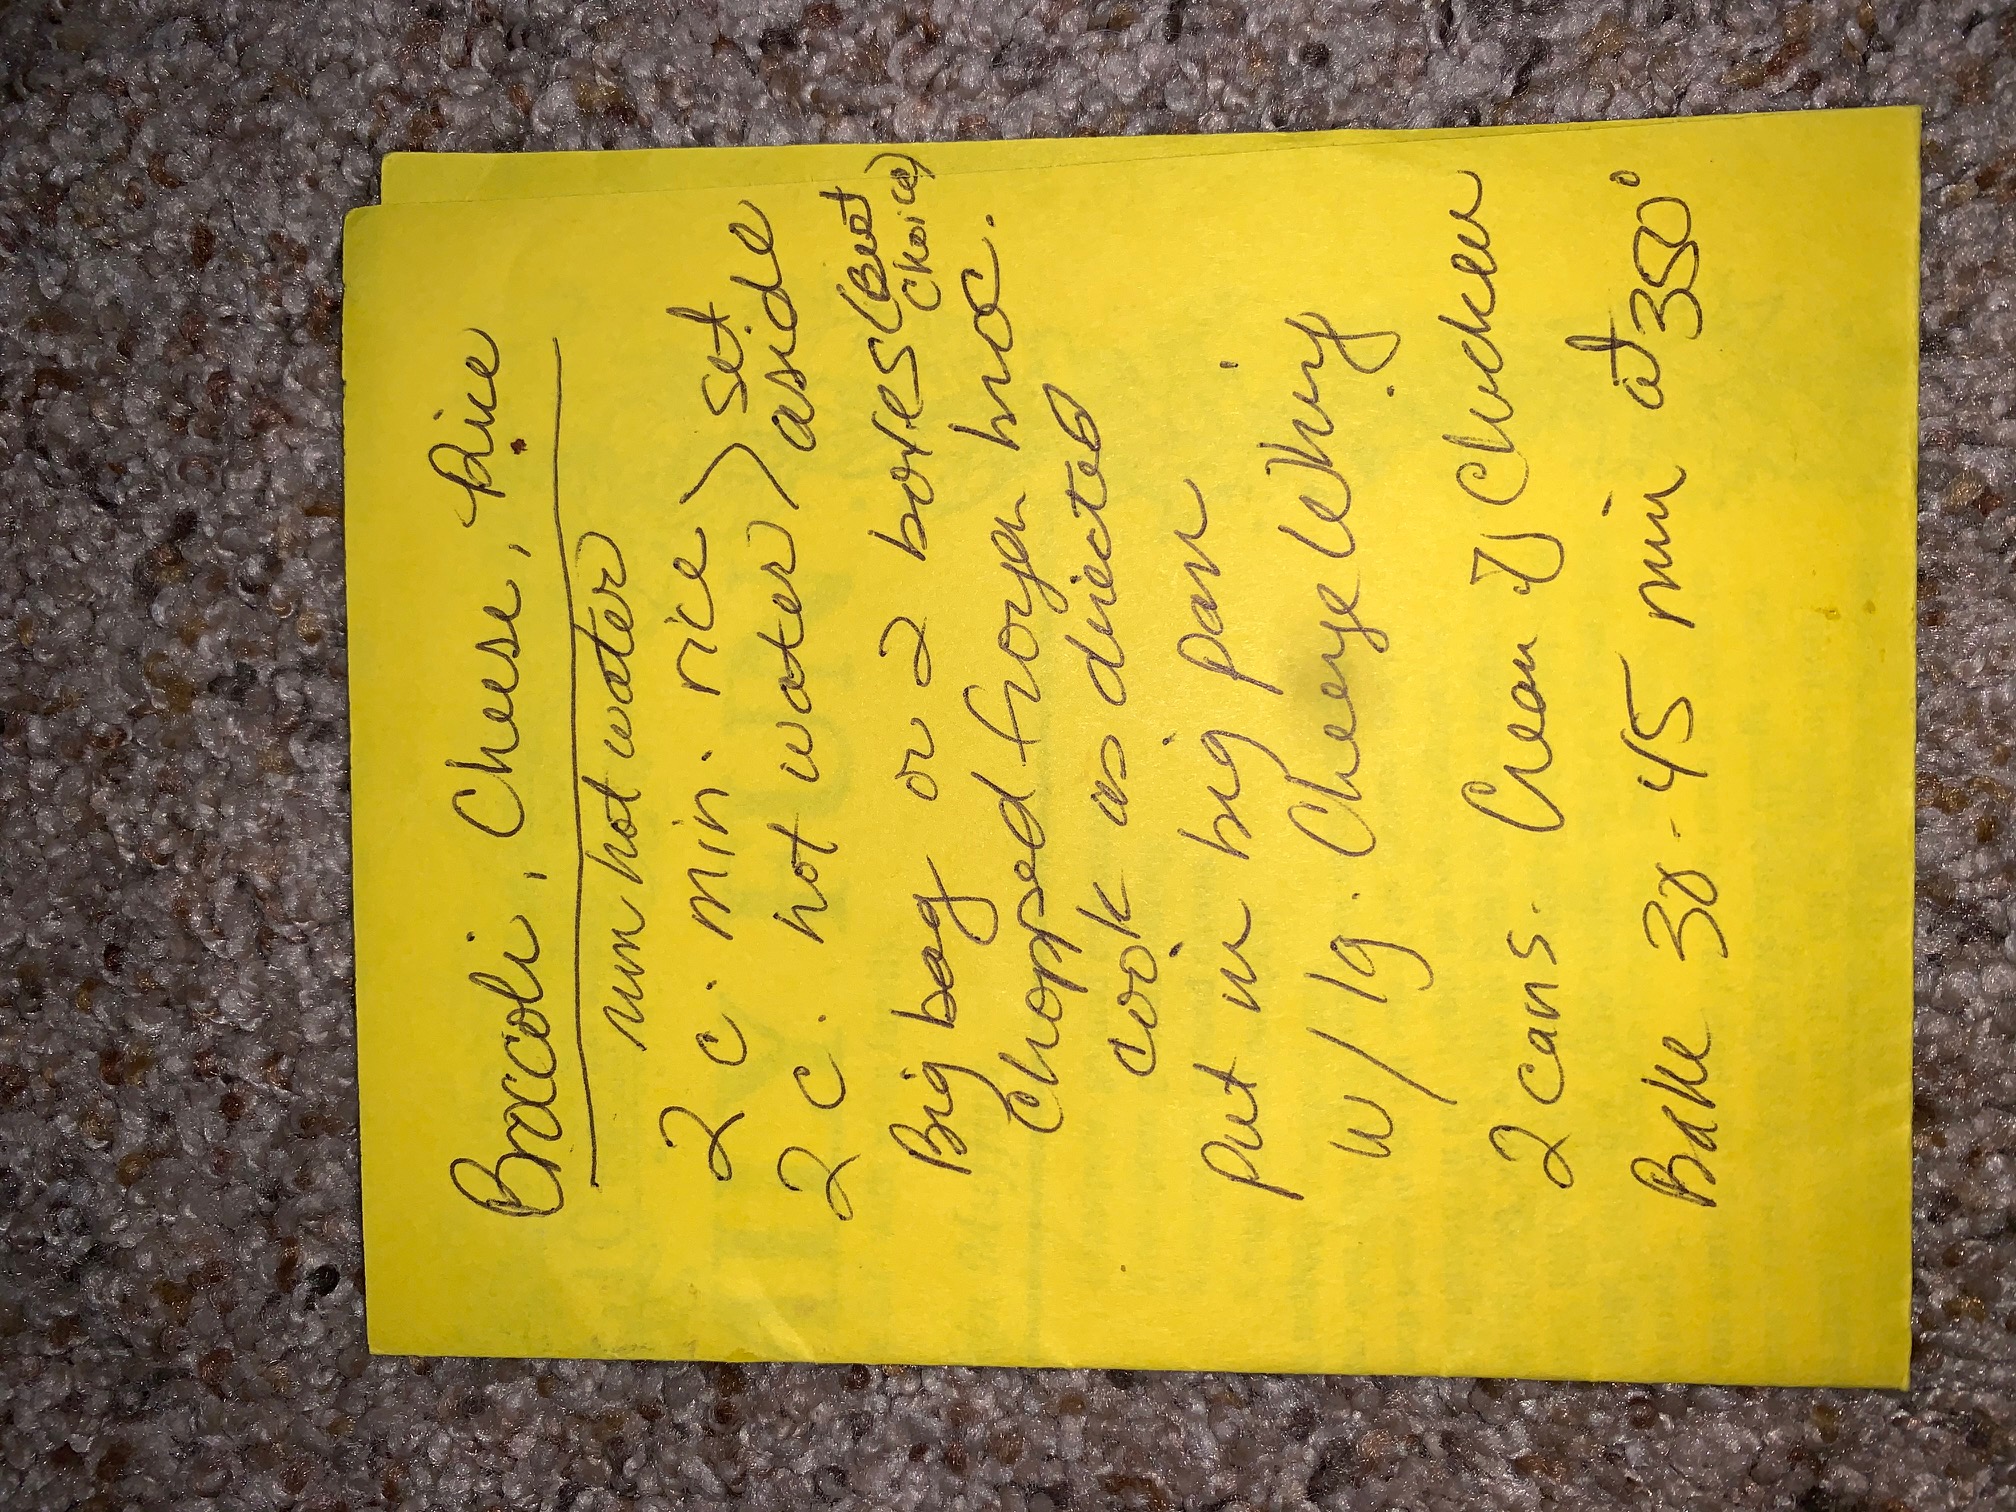 Broccoli, Cheese, Rice
run hot water
2 c. min. rice
2 c. hot water > set aside
Big bag or 2 boxes (Best Choice)
Chopped frozen broc.
cook as directed
Put in big pan
w/ lg. Cheeze Whiz
2 cans. Cream of Chicken
Bake 30-45 min at 350°